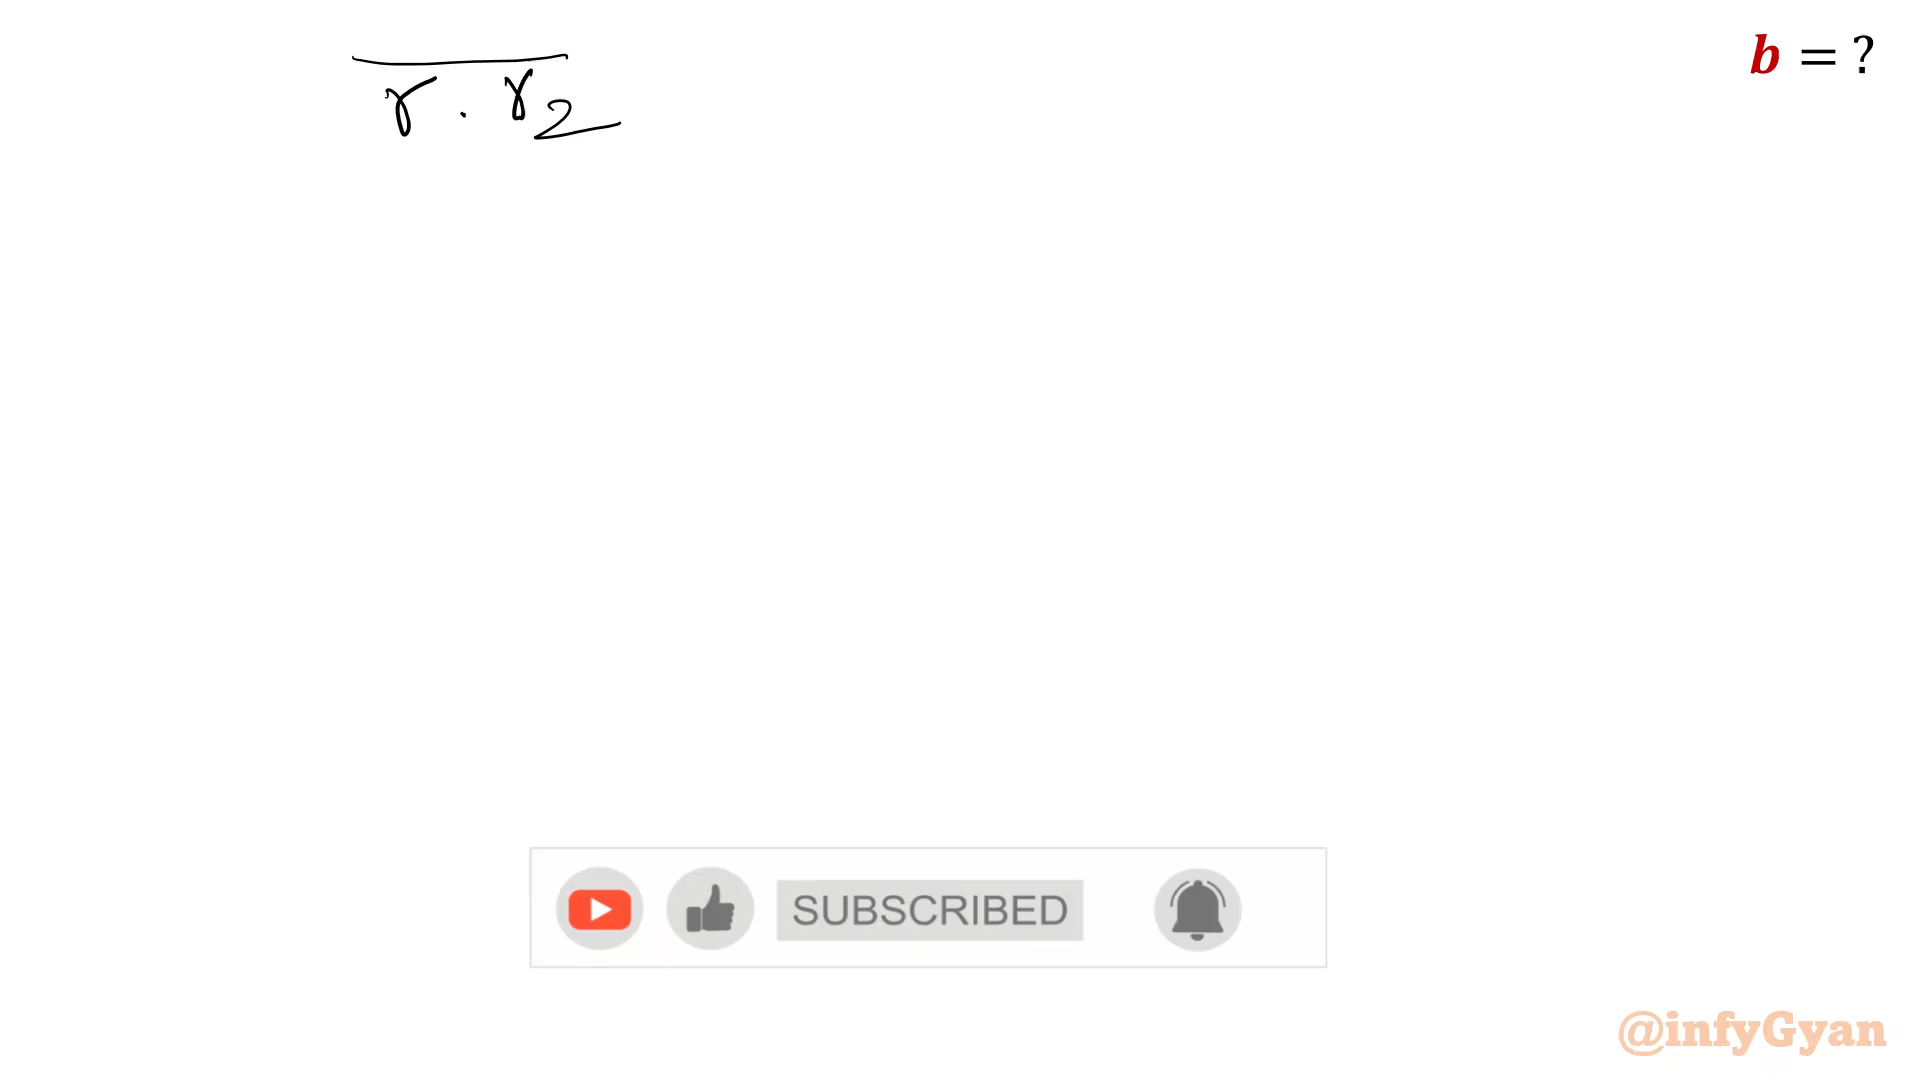 b = ?
r . r2
SUBSCRIBED
@infyGyan